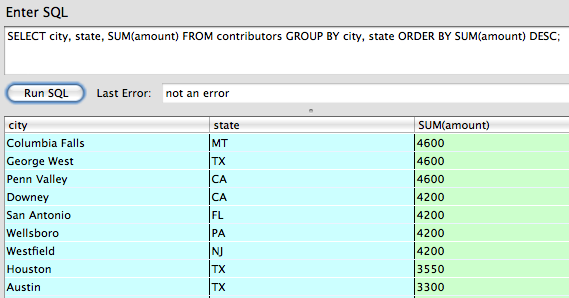 Enter SQL
SELECT city, state, SUM(amount) FROM contributors GROUP BY city, state ORDER BY SUM(amount) DESC;
Run SQL Last Error: not an error
city state SUM(amount)
Columbia Falls MT 4600
George West TX 4600
Penn Valley CA 4600
Downey CA 4200
San Antonio FL 4200
Wellsboro PA 4200
Westfield NJ 4200
Houston TX 3550
Austin TX 3300